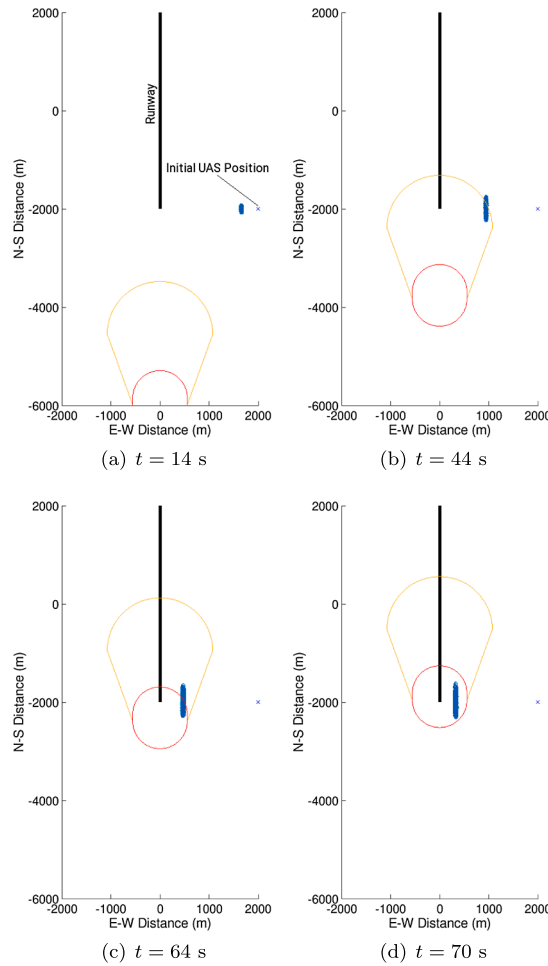 2000
0
-2000
-4000
-6000
-2000 -1000 0 1000 2000
N-S Distance (m)
E-W Distance (m)
Runway
Initial UAS Position
(a) t = 14 s
2000
0
-2000
-4000
-6000
-2000 -1000 0 1000 2000
N-S Distance (m)
E-W Distance (m)
(b) t = 44 s
2000
0
-2000
-4000
-6000
-2000 -1000 0 1000 2000
N-S Distance (m)
E-W Distance (m)
(c) t = 64 s
2000
0
-2000
-4000
-6000
-2000 -1000 0 1000 2000
N-S Distance (m)
E-W Distance (m)
(d) t = 70 s